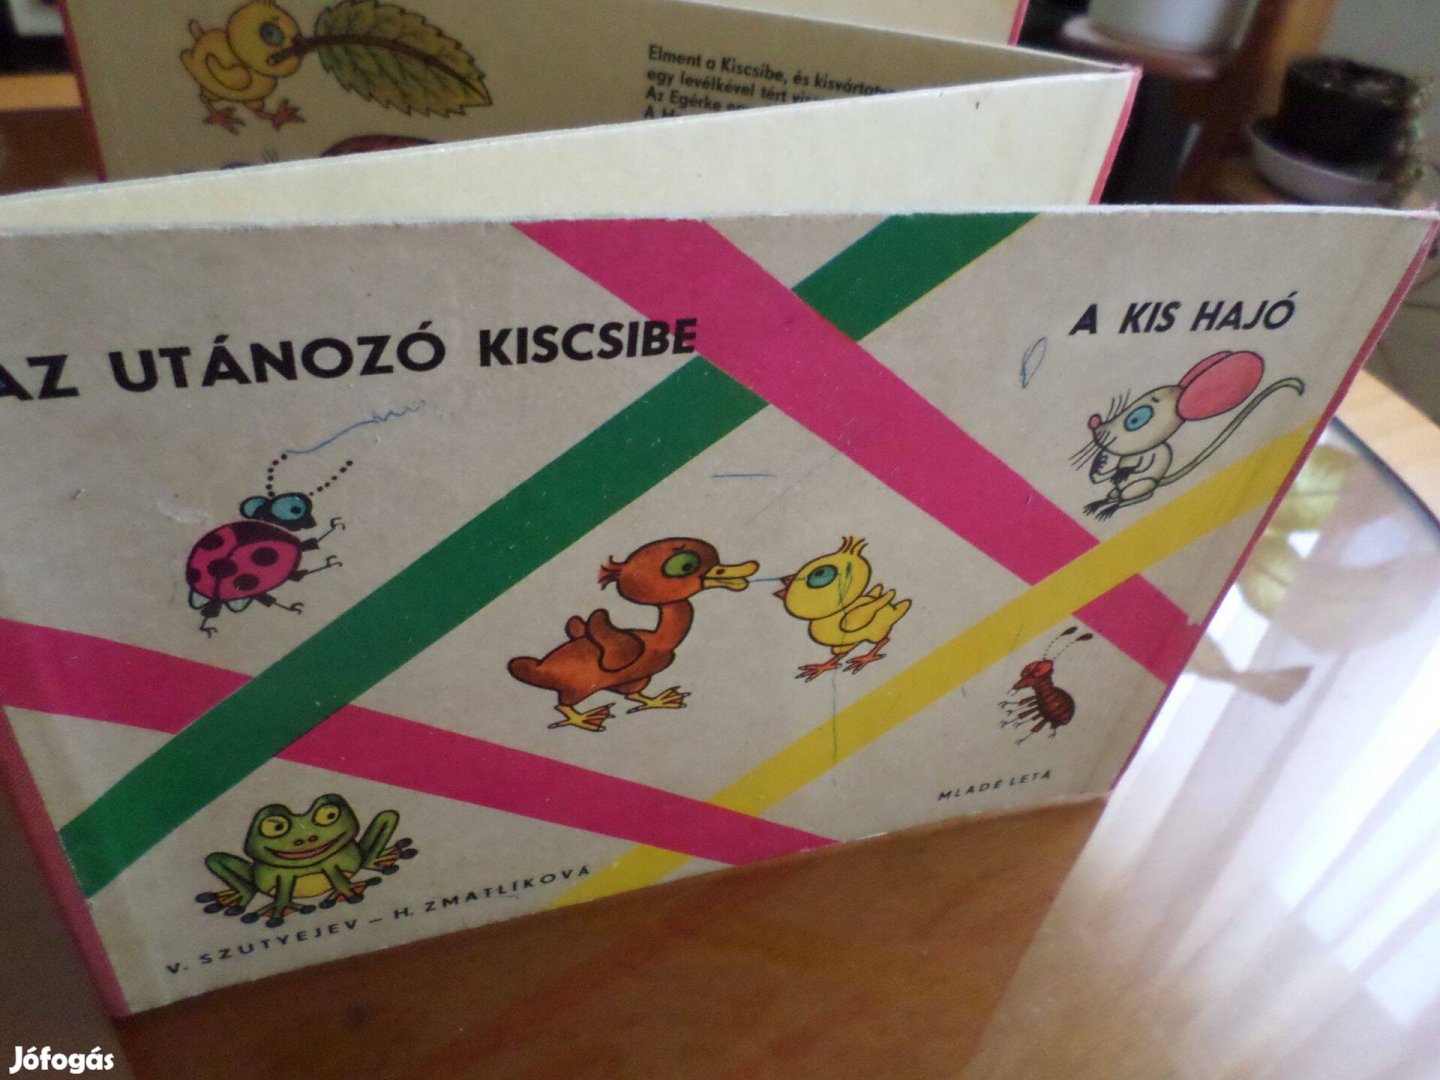 Elment a Kiscsibe, és kisvártatva
egy levélkével tért
Az Egérke
A
AZ UTÁNOZÓ KISCSIBE
A KIS HAJÓ
MLADÉ LETÁ
V. SZUTYEJEV – H. ZMATLÍKOVÁ
Jófogás